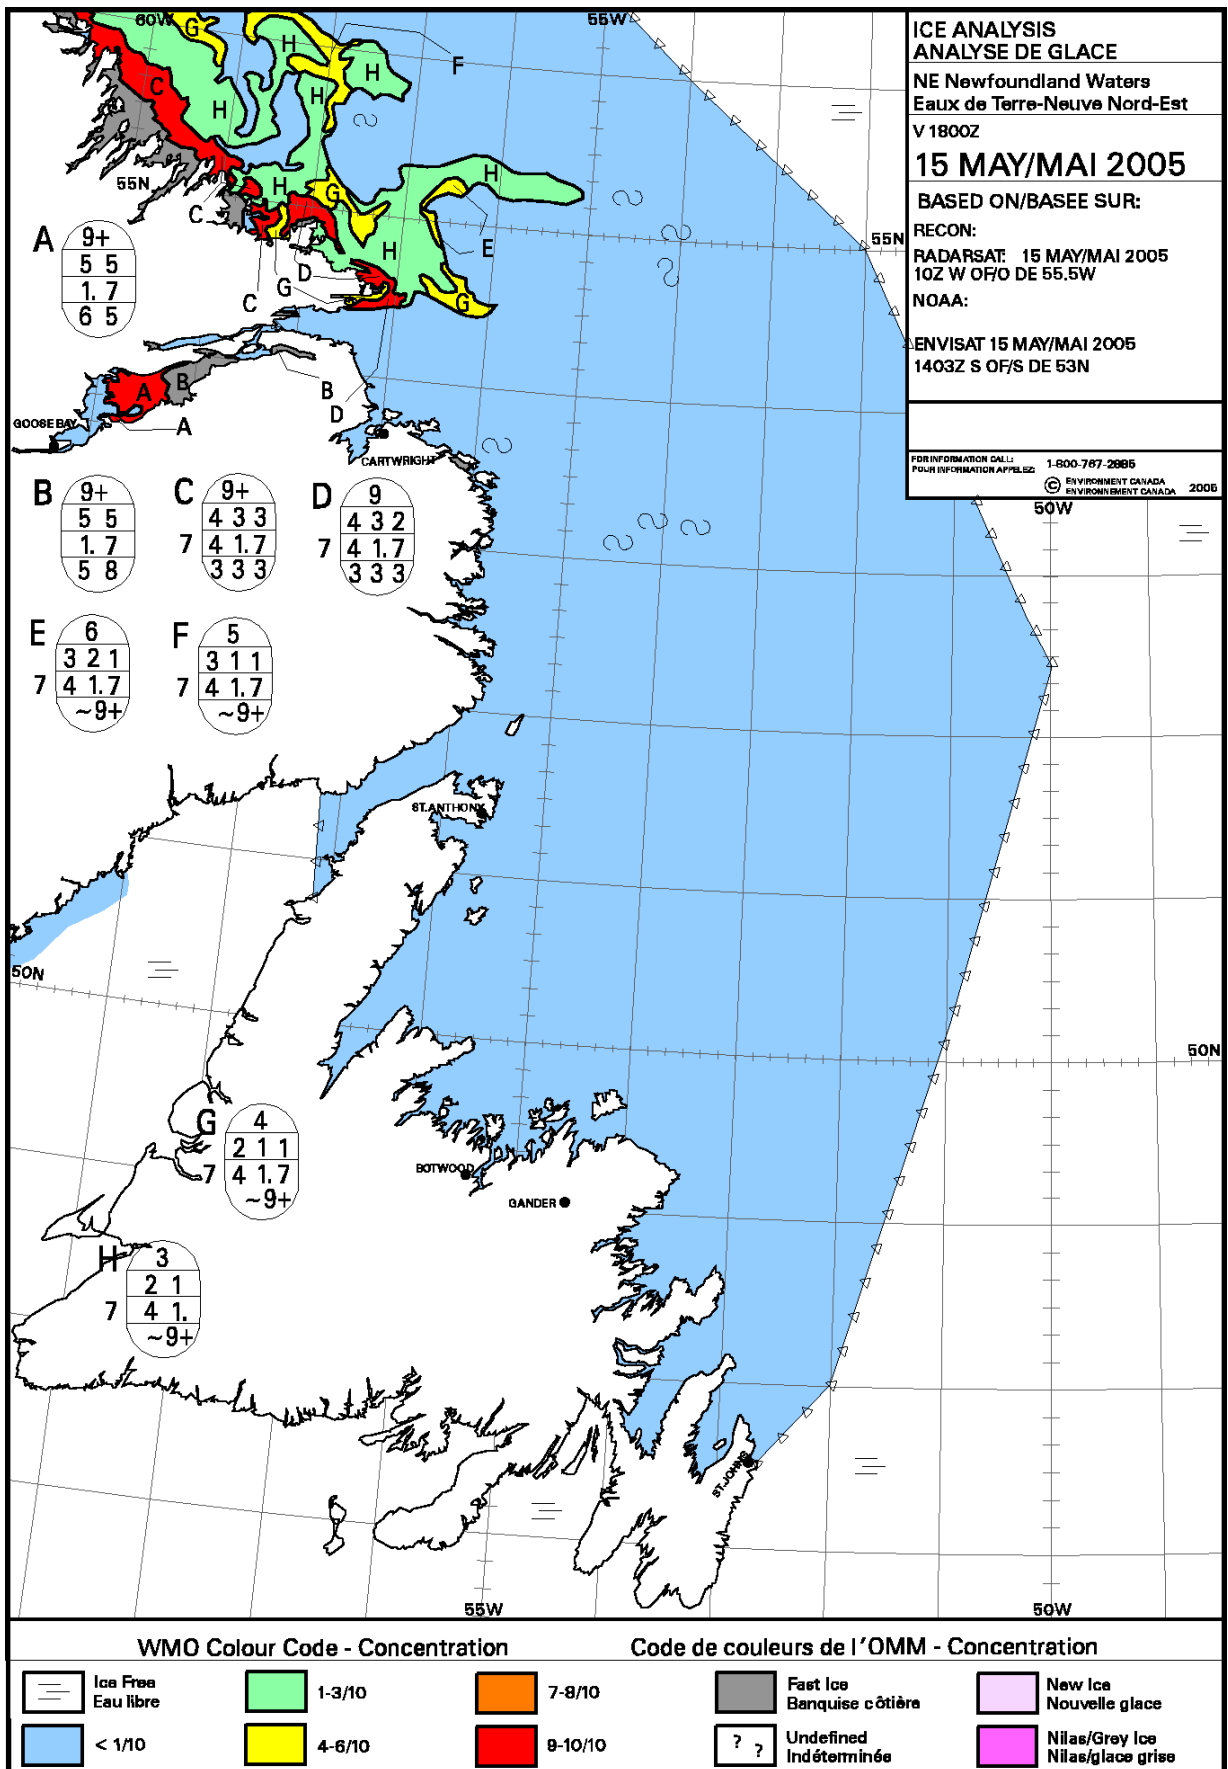 60W
55W
ICE ANALYSIS
ANALYSE DE GLACE
NE Newfoundland Waters
Eaux de Terre-Neuve Nord-Est
V 1800Z
15 MAY/MAI 2005
BASED ON/BASEE SUR:
RECON:
RADARSAT: 15 MAY/MAI 2005
10Z W OF/O DE 55.5W
NOAA:
ENVISAT 15 MAY/MAI 2005
1403Z S OF/S DE 53N
FOR INFORMATION CALL:
POUR INFORMATION APPELEZ:
1-800-767-2885
© ENVIRONMENT CANADA
ENVIRONNEMENT CANADA 2005
G
H
F
H
C
H
H
55N
H
G
H
C
H
E
55N
D
G
G
C
A
9+
5 5
1. 7
6 5
A
B
B
A
D
GOOSE BAY
CARTWRIGHT
B
9+
5 5
1. 7
5 8
C
9+
4 3 3
7 4 1.7
3 3 3
D
9
4 3 2
7 4 1.7
3 3 3
50W
E
6
3 2 1
7 4 1.7
~9+
F
5
3 1 1
7 4 1.7
~9+
ST.ANTHONY
50N
50N
G
4
2 1 1
7 4 1.7
~9+
BOTWOOD
GANDER
H
3
2 1
7 4 1.
~9+
ST.JOHNS
55W
50W
WMO Colour Code - Concentration
Code de couleurs de l'OMM - Concentration
Ice Free
Eau libre
1-3/10
7-8/10
Fast Ice
Banquise côtière
New Ice
Nouvelle glace
< 1/10
4-6/10
9-10/10
? ?
Undefined
Indéterminée
Nilas/Grey Ice
Nilas/glace grise